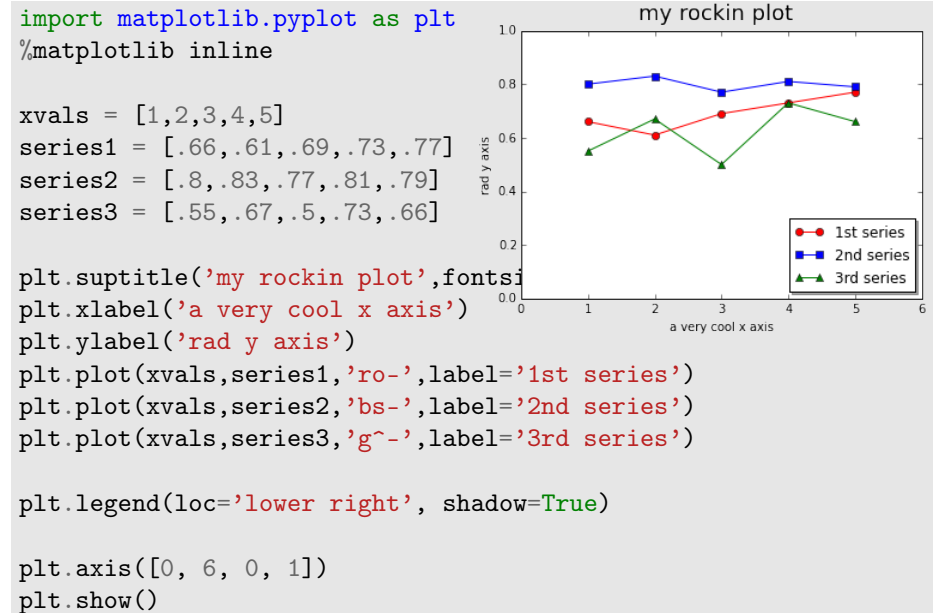 import matplotlib.pyplot as plt
%matplotlib inline
xvals = [1,2,3,4,5]
series1 = [.66,.61,.69,.73,.77]
series2 = [.8,.83,.77,.81,.79]
series3 = [.55,.67,.5,.73,.66]
plt.suptitle('my rockin plot',fontsi
plt.xlabel('a very cool x axis')
plt.ylabel('rad y axis')
plt.plot(xvals,series1,'ro-',label='1st series')
plt.plot(xvals,series2,'bs-',label='2nd series')
plt.plot(xvals,series3,'g^-',label='3rd series')
plt.legend(loc='lower right', shadow=True)
plt.axis([0, 6, 0, 1])
plt.show()
my rockin plot
1.0
0.8
0.6
0.4
0.2
0.0
rad y axis
1st series
2nd series
3rd series
0 1 2 3 4 5 6
a very cool x axis